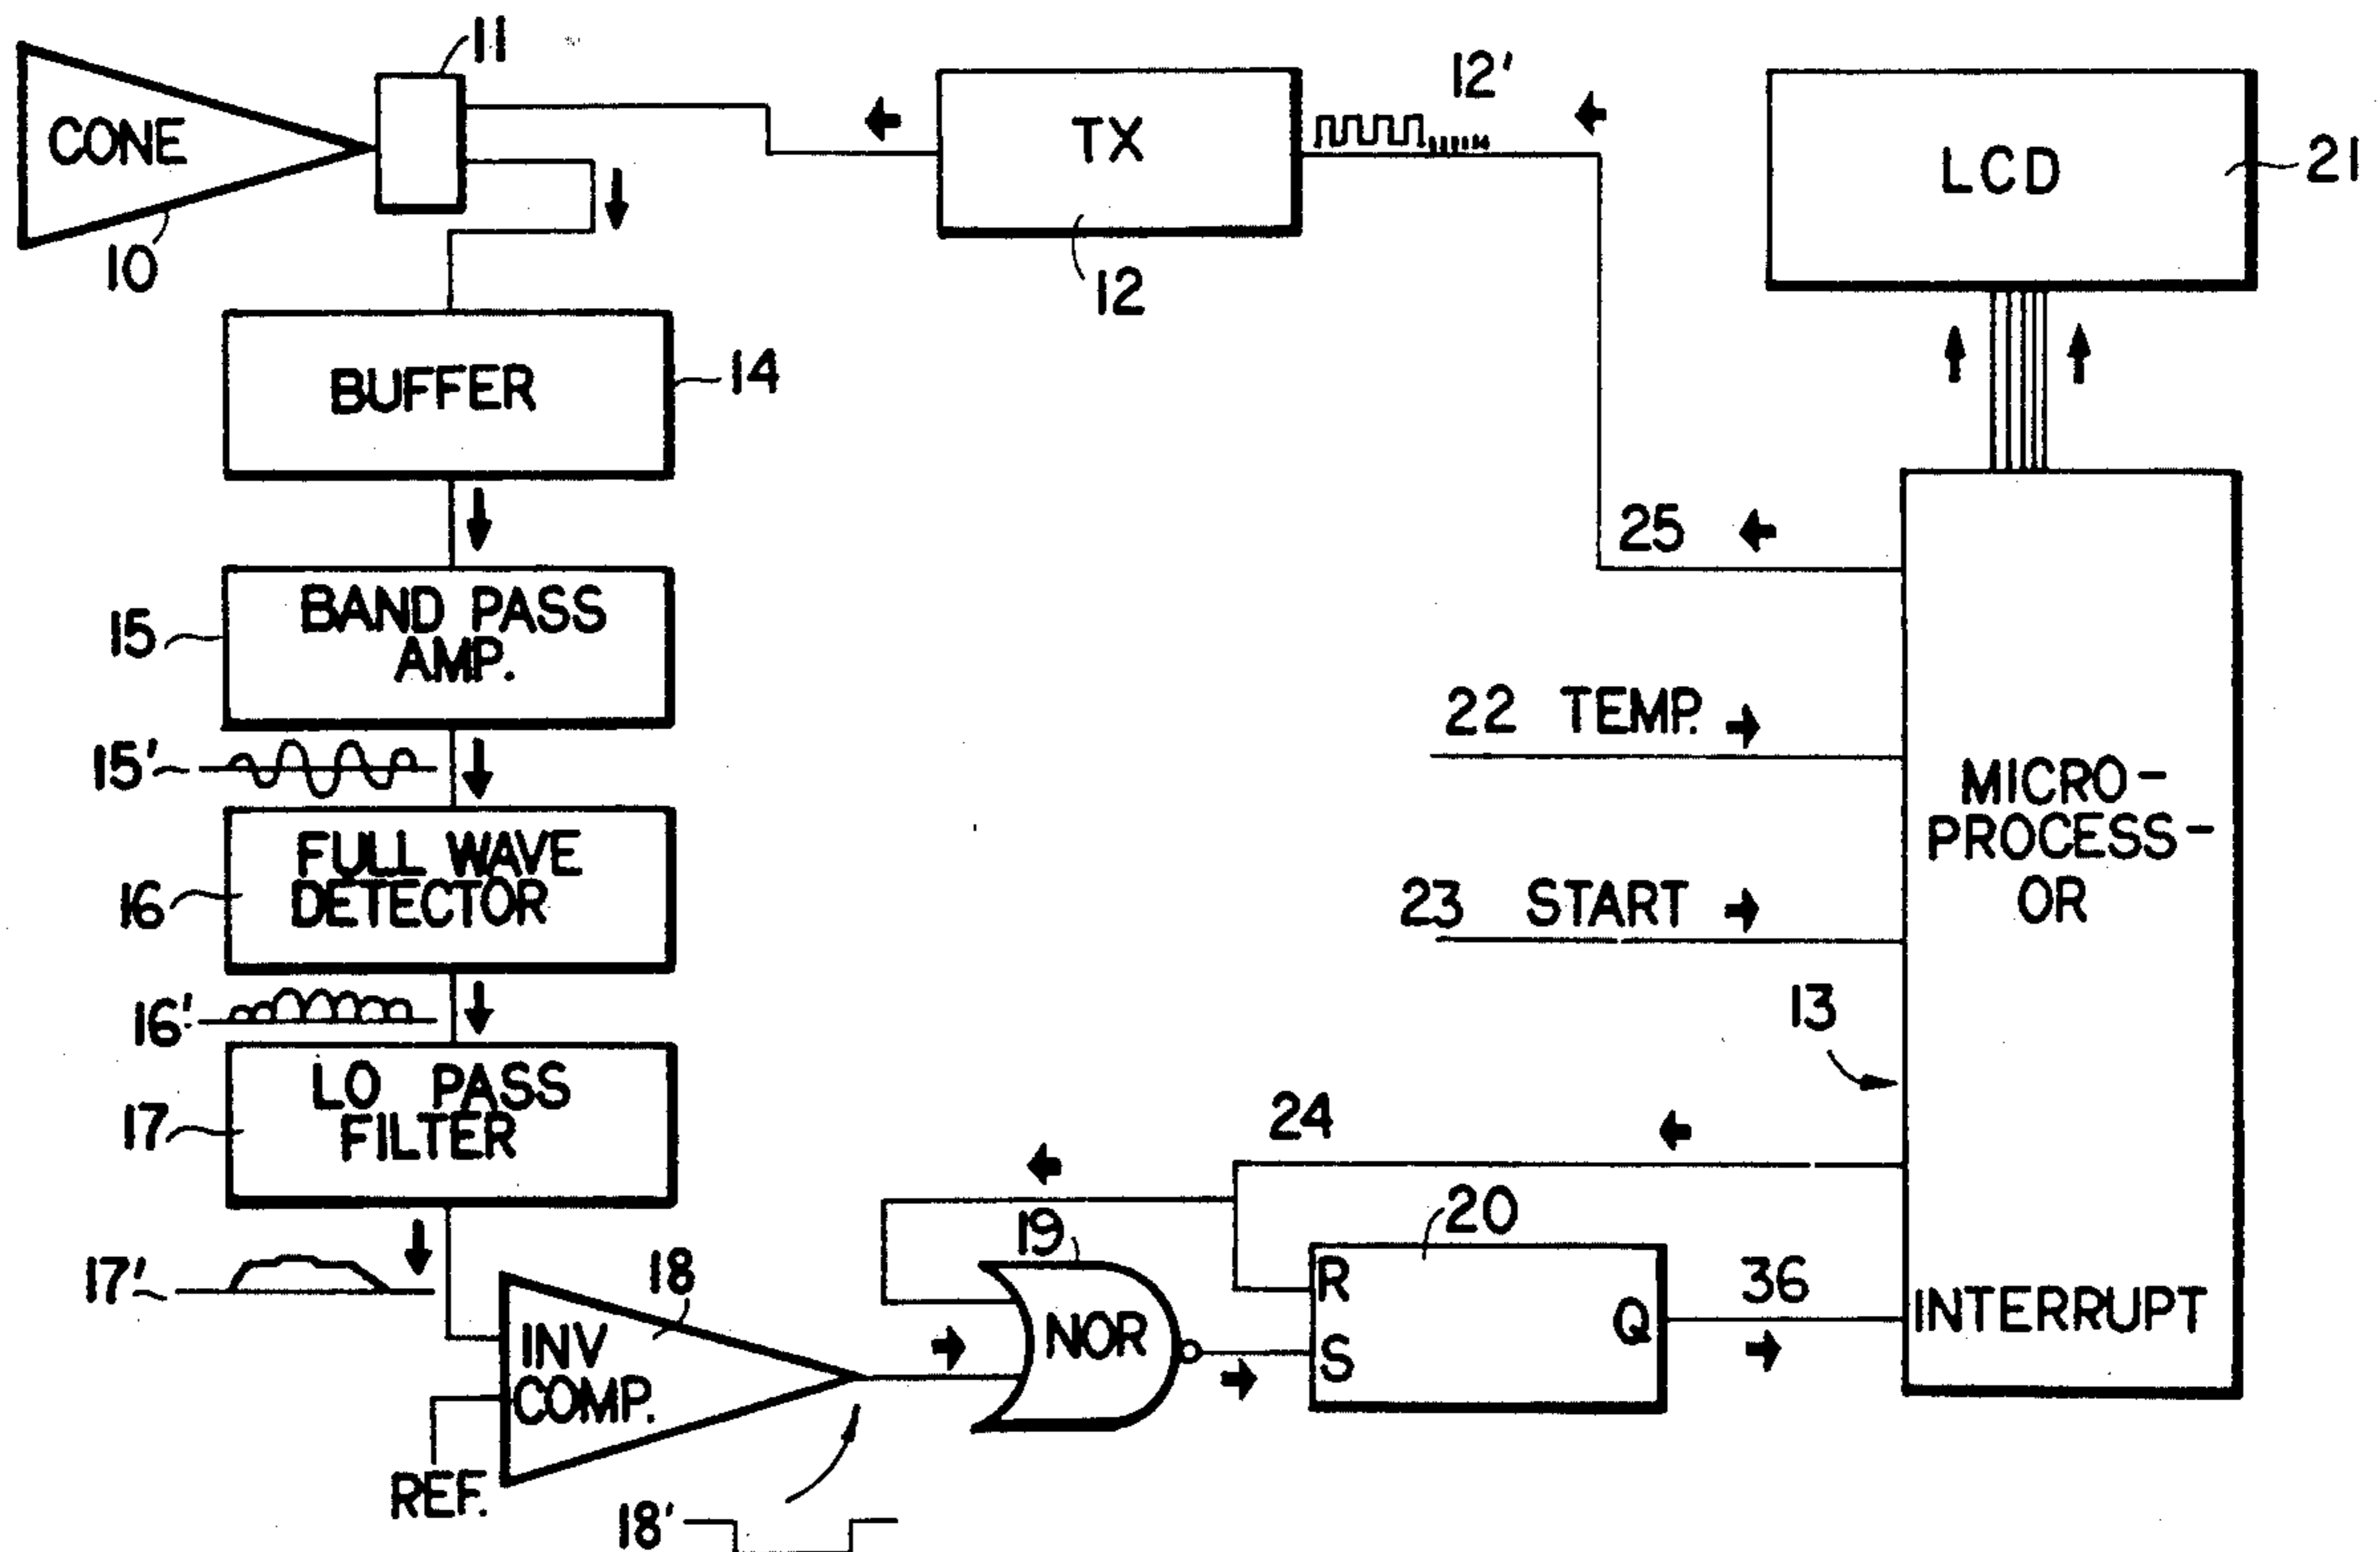 11
CONE
10
TX
12
12'
LCD
21
BUFFER
14
25
BAND PASS
AMP.
15
22 TEMP.
15'
MICRO-
PROCESS-
OR
FULL WAVE
DETECTOR
16
23 START
16'
13
LO PASS
FILTER
17
24
17'
18
INV
COMP.
REF.
18'
19
NOR
20
R
S
Q
36
INTERRUPT